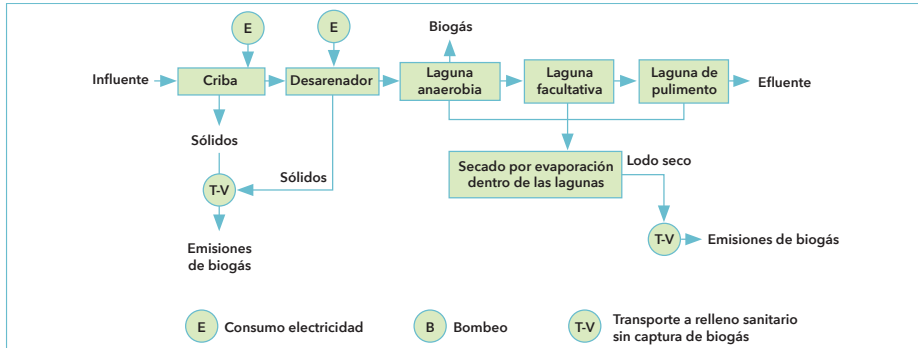 E
E
Biogás
Influente
Criba
Desarenador
Laguna
anaerobia
Laguna
facultativa
Laguna de
pulimento
Efluente
Sólidos
Sólidos
Secado por evaporación
dentro de las lagunas
Lodo seco
T-V
T-V
Emisiones de biogás
Emisiones
de biogás
E
Consumo electricidad
B
Bombeo
T-V
Transporte a relleno sanitario
sin captura de biogás